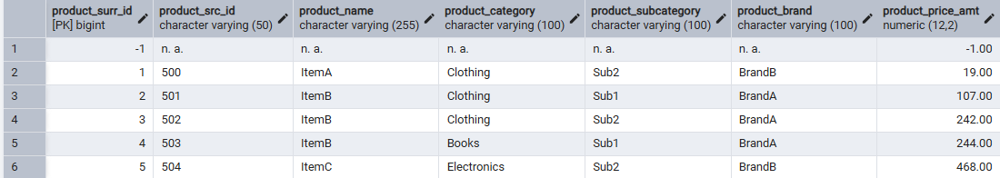 product_surr_id product_src_id product_name product_category product_subcategory product_brand product_price_amt
[PK] bigint character varying (50) character varying (255) character varying (100) character varying (100) character varying (100) numeric (12,2)
1 -1 n. a. n. a. n. a. n. a. n. a. -1.00
2 1 500 ItemA Clothing Sub2 BrandB 19.00
3 2 501 ItemB Clothing Sub1 BrandA 107.00
4 3 502 ItemB Clothing Sub2 BrandA 242.00
5 4 503 ItemB Books Sub1 BrandA 244.00
6 5 504 ItemC Electronics Sub2 BrandB 468.00